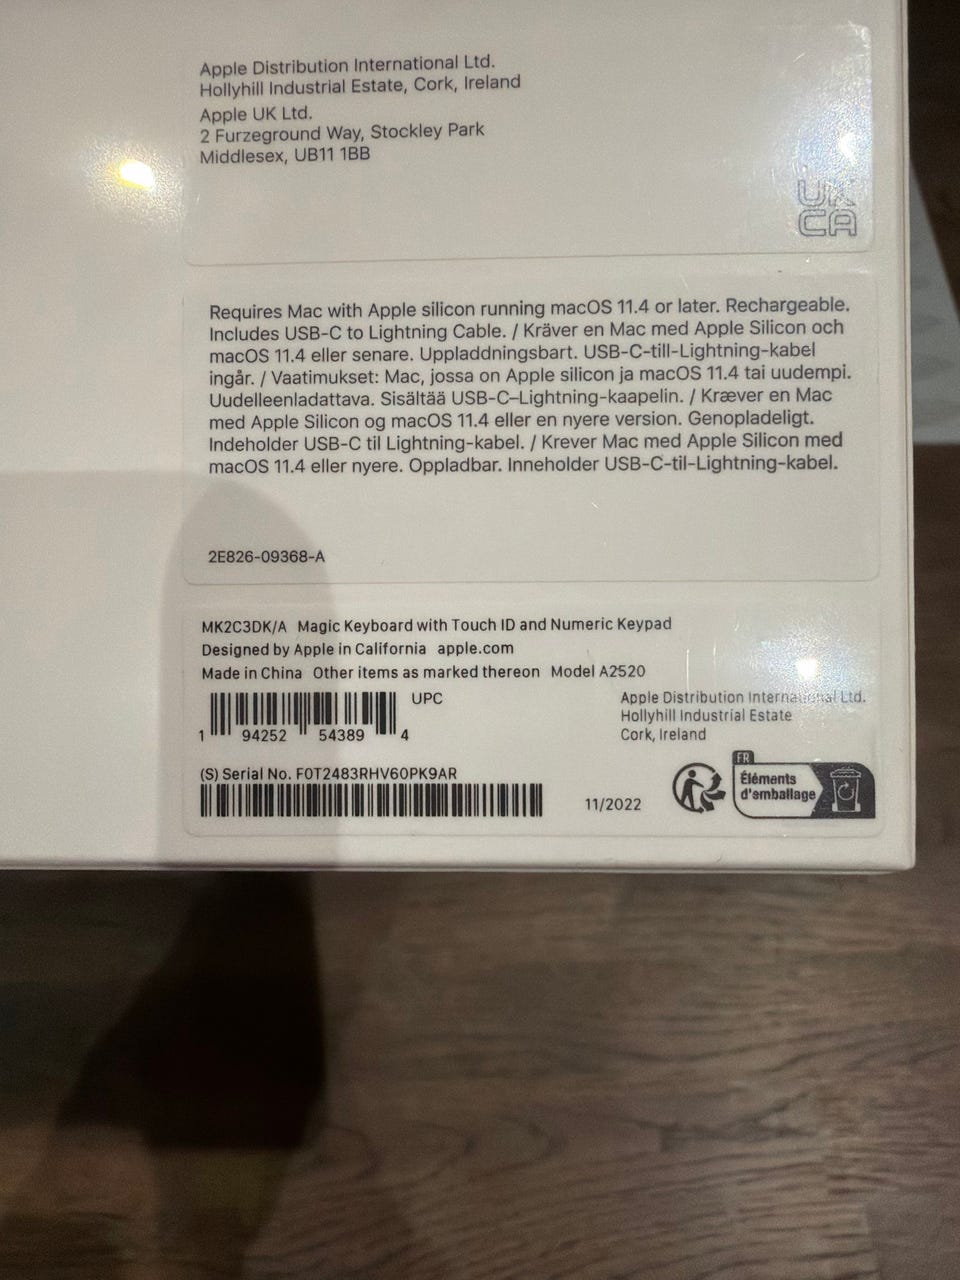 Apple Distribution International Ltd.
Hollyhill Industrial Estate, Cork, Ireland
Apple UK Ltd.
2 Furzeground Way, Stockley Park
Middlesex, UB11 1BB
UK
CA
Requires Mac with Apple silicon running macOS 11.4 or later. Rechargeable.
Includes USB-C to Lightning Cable. / Kräver en Mac med Apple Silicon och
macOS 11.4 eller senare. Uppladdningsbart. USB-C-till-Lightning-kabel
ingår. / Vaatimukset: Mac, jossa on Apple silicon ja macOS 11.4 tai uudempi.
Uudelleenladattava. Sisältää USB-C–Lightning-kaapelin. / Kræver en Mac
med Apple Silicon og macOS 11.4 eller en nyere version. Genopladeligt.
Indeholder USB-C til Lightning-kabel. / Krever Mac med Apple Silicon med
macOS 11.4 eller nyere. Oppladbar. Inneholder USB-C-til-Lightning-kabel.
2E826-09368-A
MK2C3DK/A Magic Keyboard with Touch ID and Numeric Keypad
Designed by Apple in California apple.com
Made in China Other items as marked thereon Model A2520
UPC
1 94252 54389 4
Apple Distribution International Ltd.
Hollyhill Industrial Estate
Cork, Ireland
(S) Serial No. F0T2483RHV60PK9AR
11/2022
FR
Éléments
d'emballage